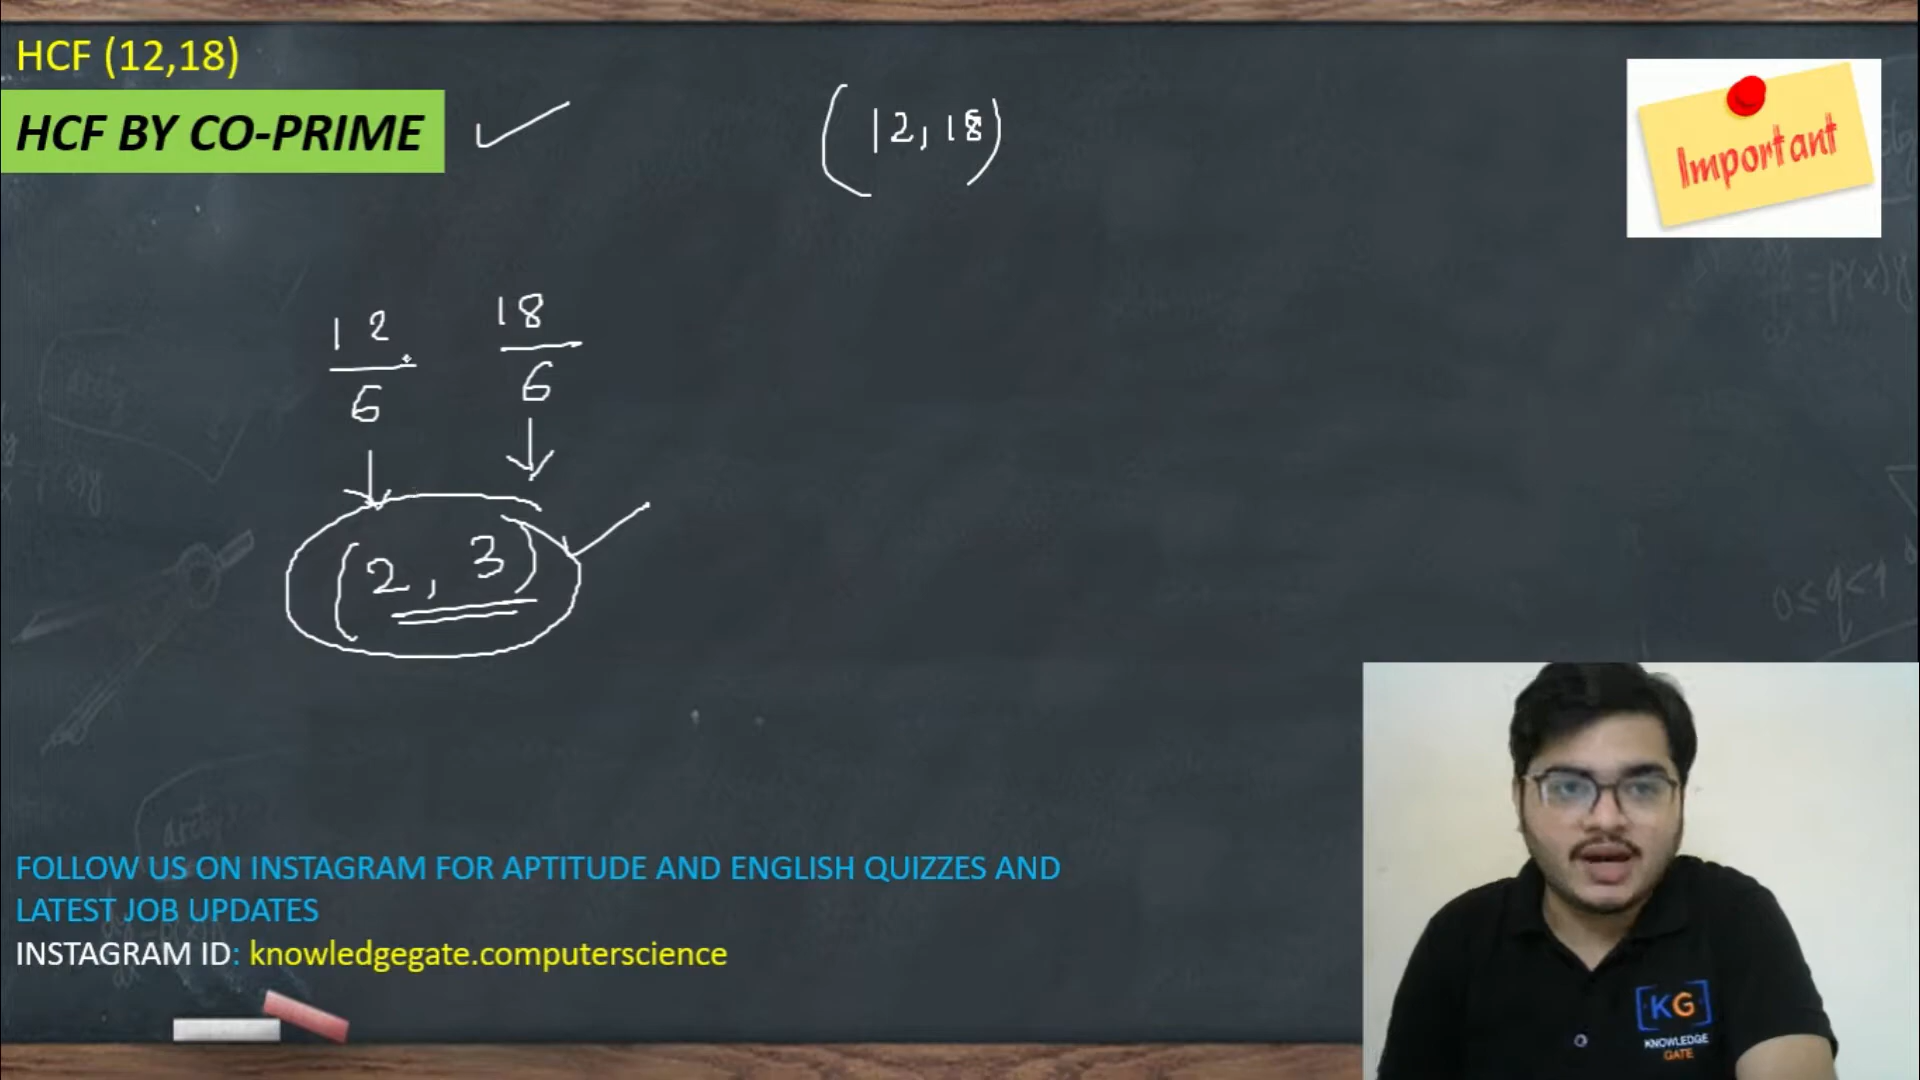 HCF (12,18)
HCF BY CO-PRIME
(12, 18)
Important
12 18
6 6
(2, 3)
FOLLOW US ON INSTAGRAM FOR APTITUDE AND ENGLISH QUIZZES AND
LATEST JOB UPDATES
INSTAGRAM ID: knowledgegate.computerscience
KG
KNOWLEDGE
GATE